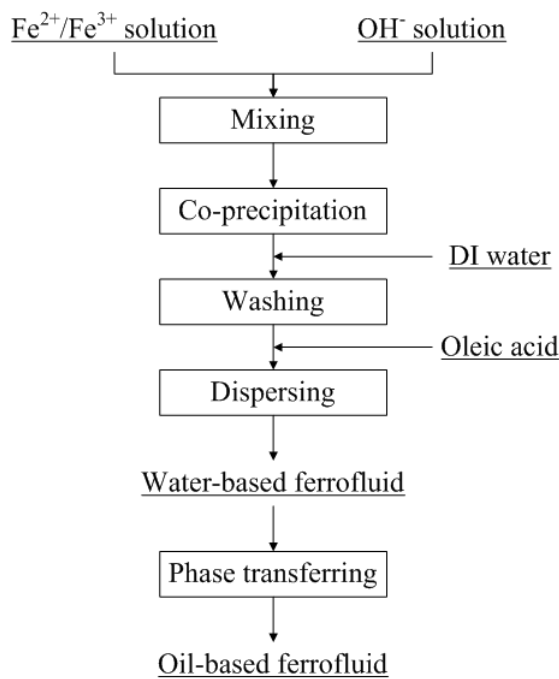 Fe²⁺/Fe³⁺ solution
OH⁻ solution
Mixing
Co-precipitation
DI water
Washing
Oleic acid
Dispersing
Water-based ferrofluid
Phase transferring
Oil-based ferrofluid